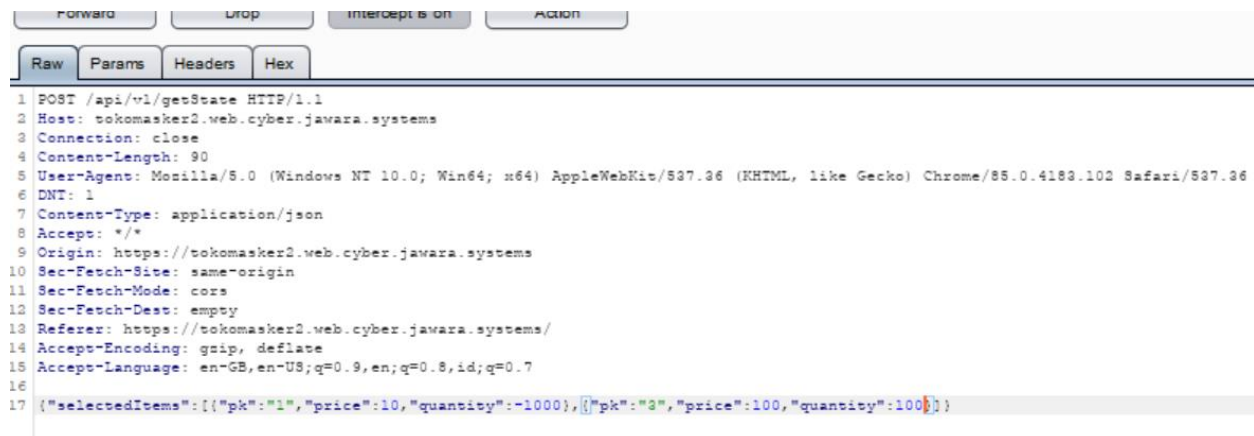 Forward Drop Intercept is on Action
Raw Params Headers Hex
1 POST /api/v1/getState HTTP/1.1
2 Host: tokomasker2.web.cyber.jawara.systems
3 Connection: close
4 Content-Length: 90
5 User-Agent: Mozilla/5.0 (Windows NT 10.0; Win64; x64) AppleWebKit/537.36 (KHTML, like Gecko) Chrome/85.0.4183.102 Safari/537.36
6 DNT: 1
7 Content-Type: application/json
8 Accept: */*
9 Origin: https://tokomasker2.web.cyber.jawara.systems
10 Sec-Fetch-Site: same-origin
11 Sec-Fetch-Mode: cors
12 Sec-Fetch-Dest: empty
13 Referer: https://tokomasker2.web.cyber.jawara.systems/
14 Accept-Encoding: gzip, deflate
15 Accept-Language: en-GB,en-US;q=0.9,en;q=0.8,id;q=0.7
16
17 {"selectedItems":[{"pk":"1","price":10,"quantity":-1000},{"pk":"3","price":100,"quantity":100}]}